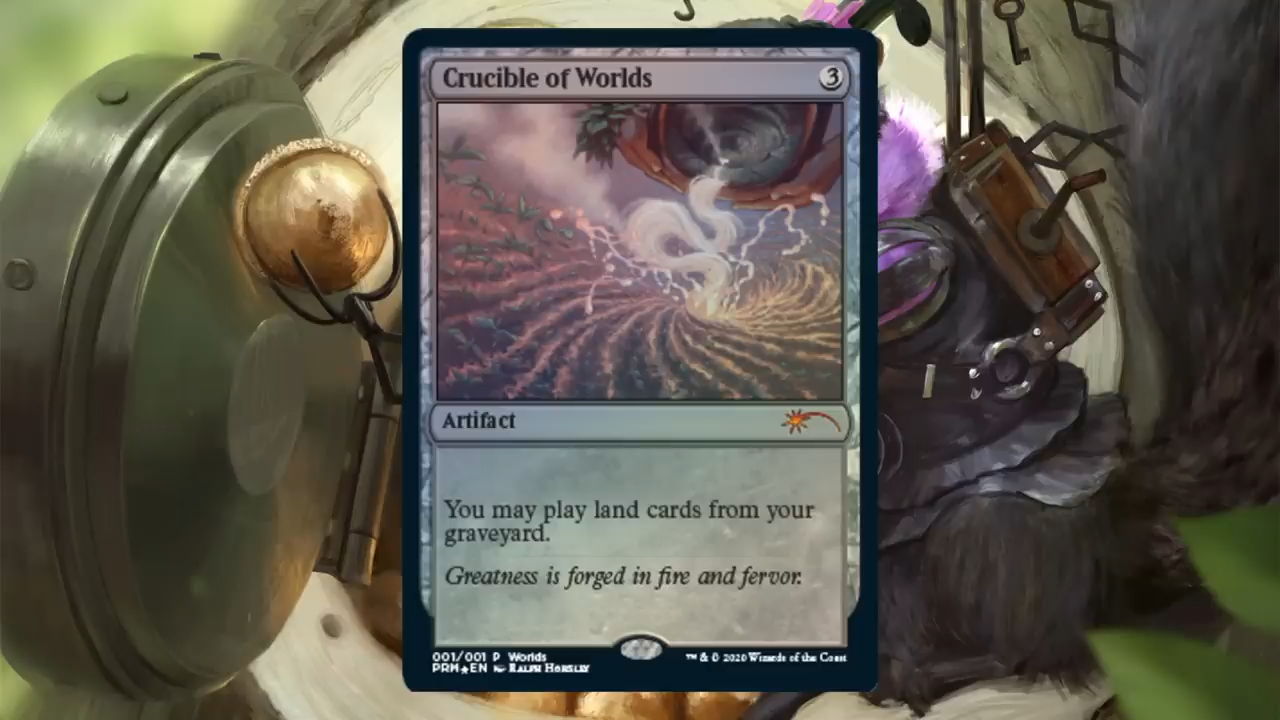 Crucible of Worlds 3
Artifact
You may play land cards from your
graveyard.
Greatness is forged in fire and fervor.
001/001 P Worlds
PRM★EN Ralph Horsley
™ & © 2020 Wizards of the Coast